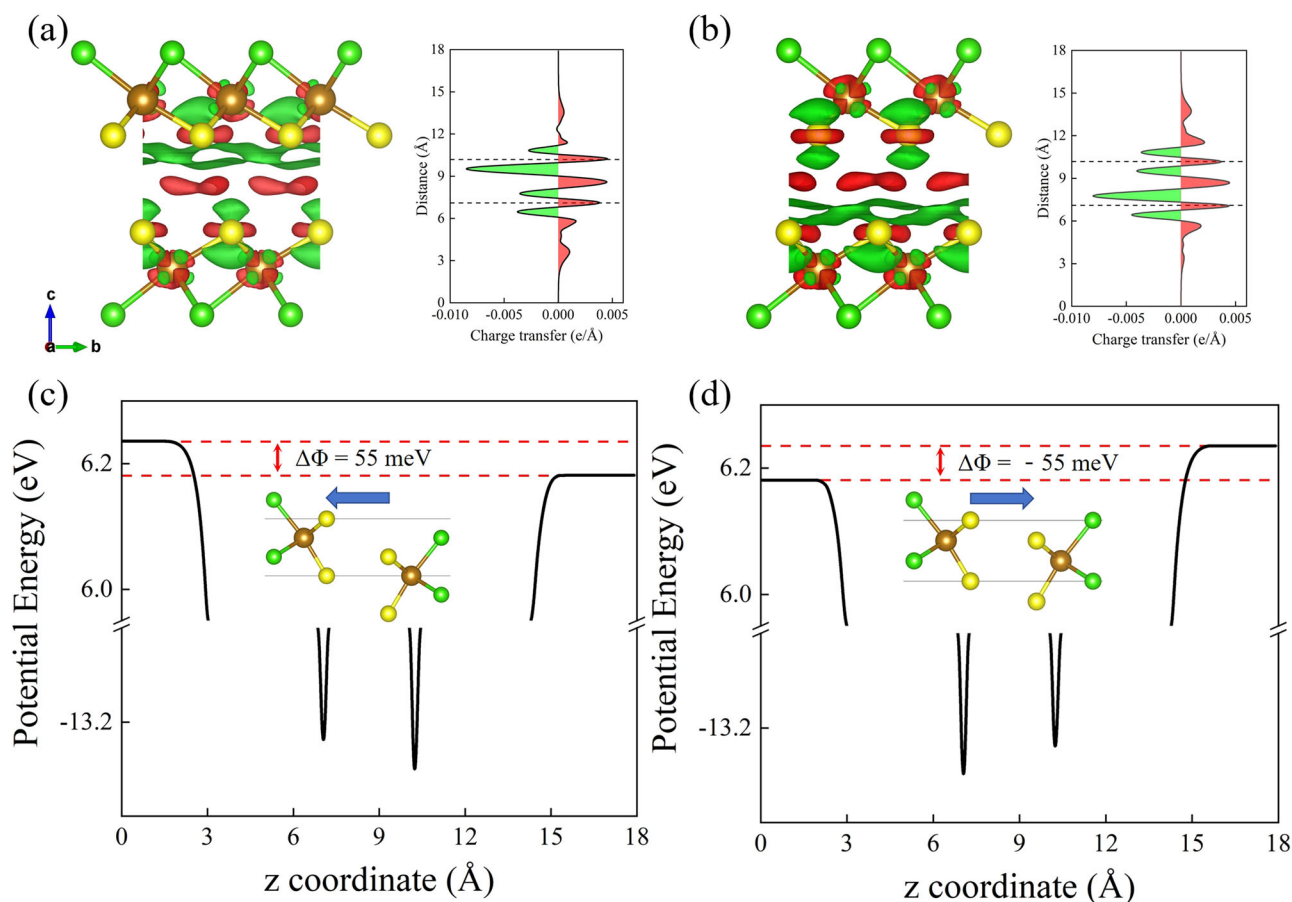 (a)
18
15
12
9
6
3
0
Distance (Å)
-0.010
-0.005
0.000
0.005
Charge transfer (e/Å)
c
a
b
(b)
18
15
12
9
6
3
0
Distance (Å)
-0.010
-0.005
0.000
0.005
Charge transfer (e/Å)
(c)
Potential Energy (eV)
6.2
6.0
-13.2
ΔΦ = 55 meV
0
3
6
9
12
15
18
z coordinate (Å)
(d)
Potential Energy (eV)
6.2
6.0
-13.2
ΔΦ = - 55 meV
0
3
6
9
12
15
18
z coordinate (Å)